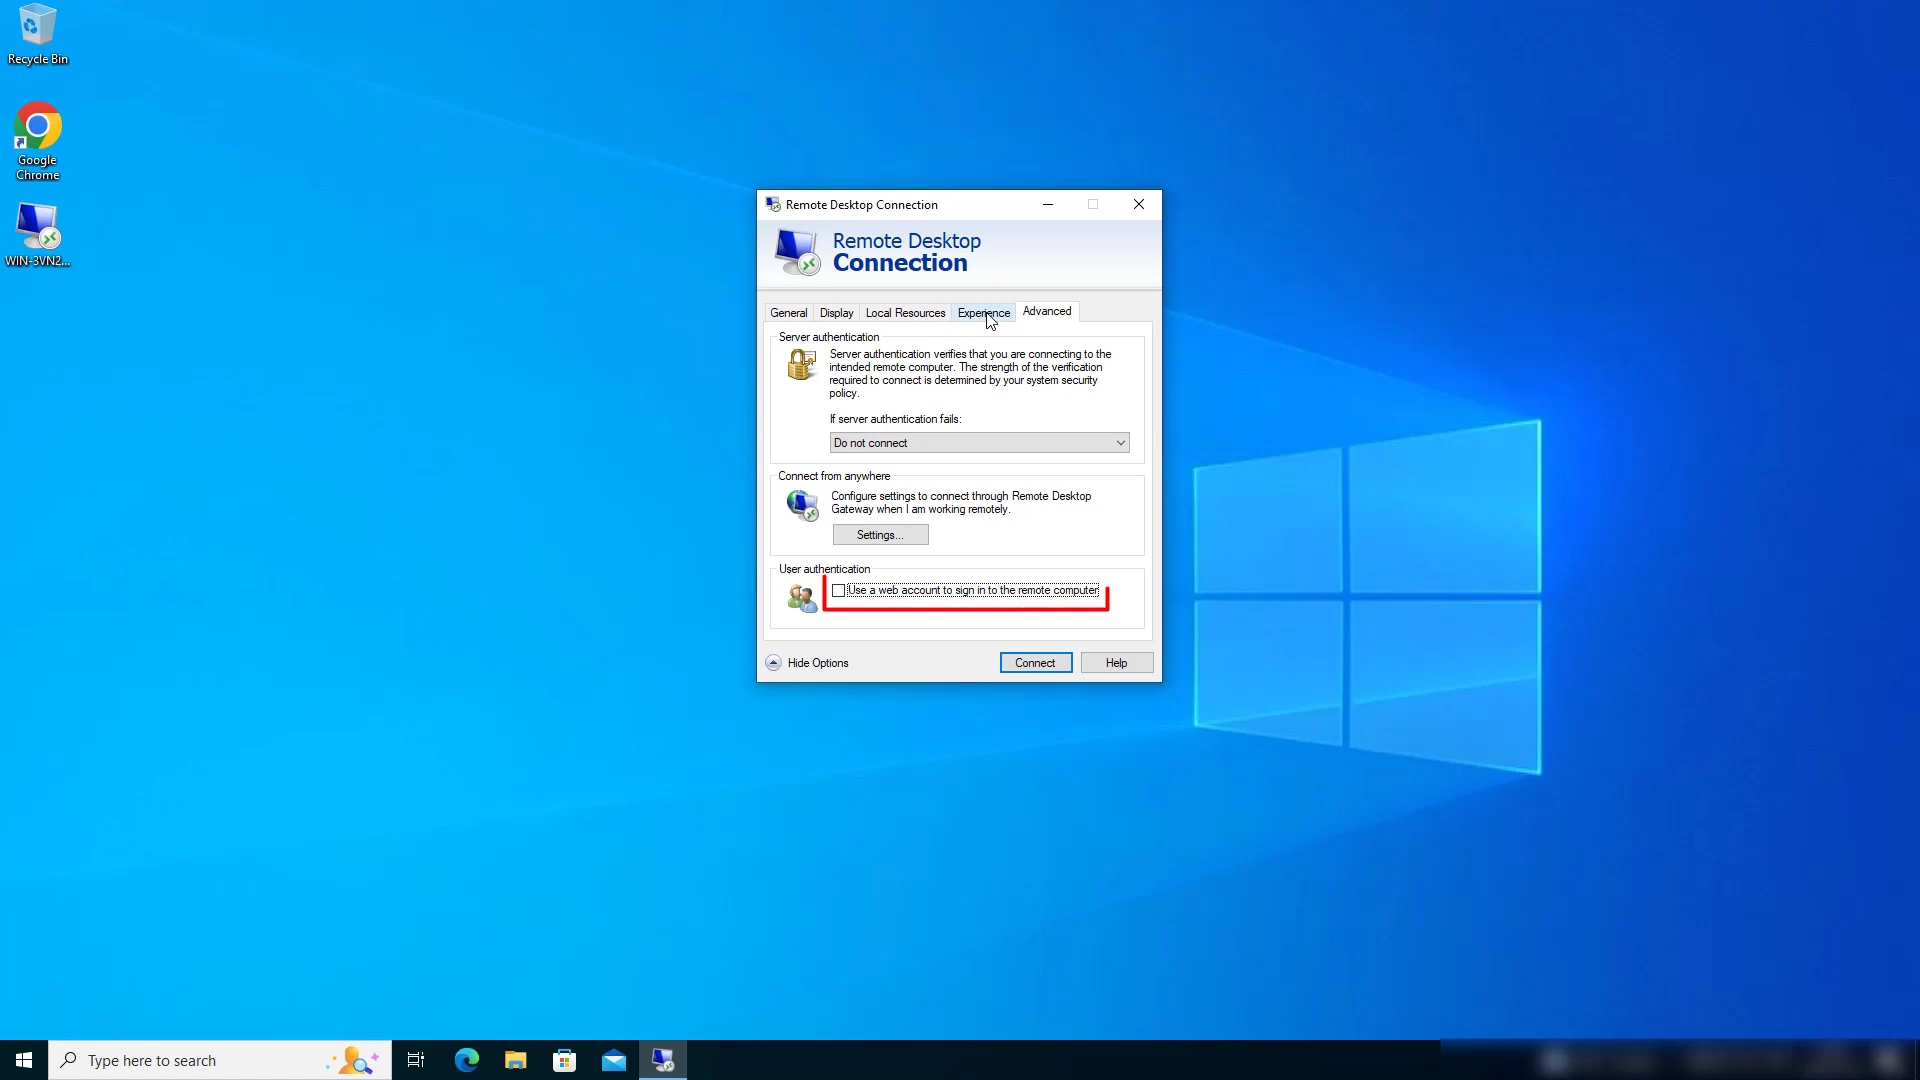 Recycle Bin
Google
Chrome
WIN-3VN2...
Remote Desktop Connection
Remote Desktop
Connection
General
Display
Local Resources
Experience
Advanced
Server authentication
Server authentication verifies that you are connecting to the
intended remote computer. The strength of the verification
required to connect is determined by your system security
policy.
If server authentication fails:
Do not connect
Connect from anywhere
Configure settings to connect through Remote Desktop
Gateway when I am working remotely.
Settings...
User authentication
Use a web account to sign in to the remote computer
Hide Options
Connect
Help
Type here to search